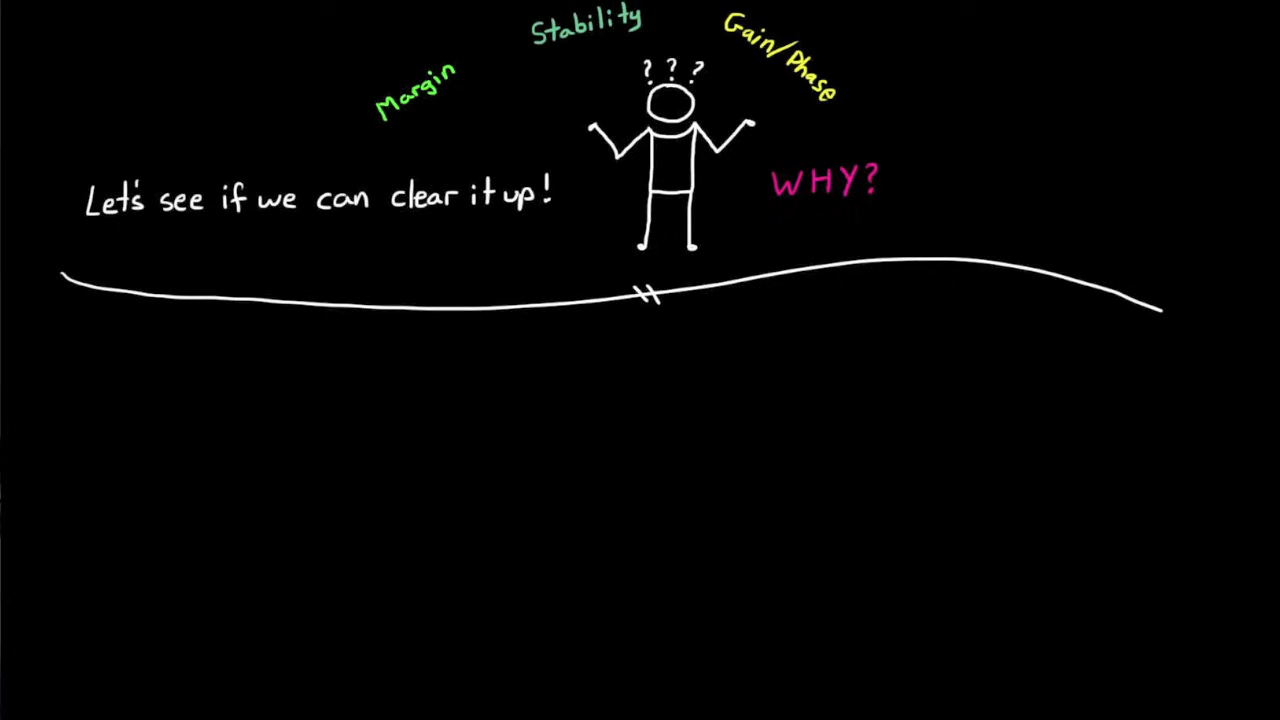 Stability
Gain/Phase
Margin
? ? ?
WHY?
Let's see if we can clear it up!